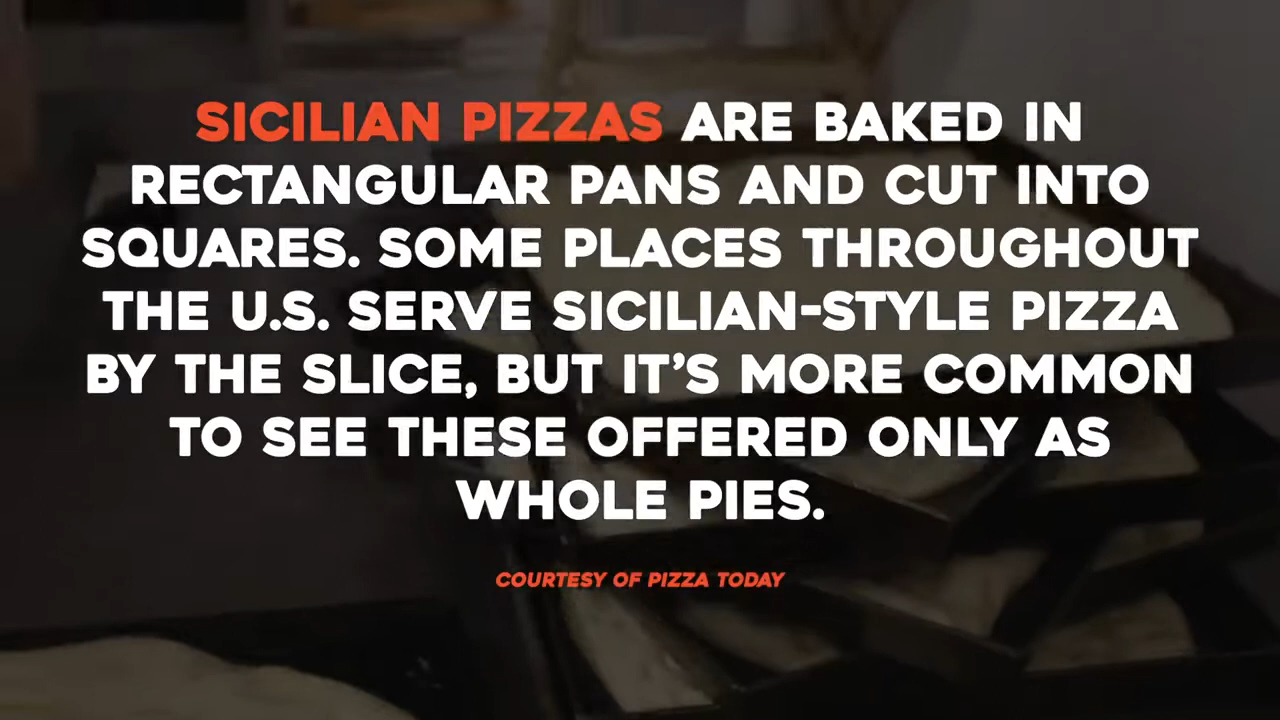 SICILIAN PIZZAS ARE BAKED IN
RECTANGULAR PANS AND CUT INTO
SQUARES. SOME PLACES THROUGHOUT
THE U.S. SERVE SICILIAN-STYLE PIZZA
BY THE SLICE, BUT IT’S MORE COMMON
TO SEE THESE OFFERED ONLY AS
WHOLE PIES.
COURTESY OF PIZZA TODAY